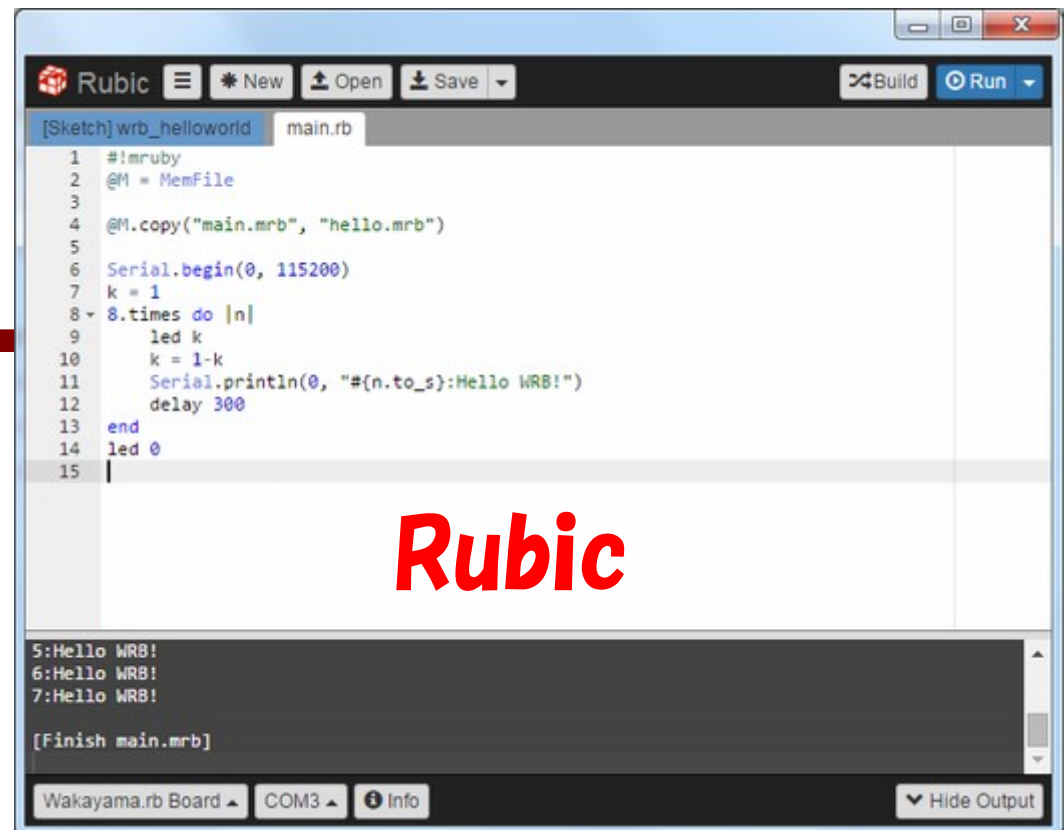 Rubic New Open Save Build Run
[Sketch] wrb_helloworld main.rb
1 #!mruby
2 @M = MemFile
3
4 @M.copy("main.mrb", "hello.mrb")
5
6 Serial.begin(0, 115200)
7 k = 1
8 8.times do |n|
9     led k
10     k = 1-k
11     Serial.println(0, "#{n.to_s}:Hello WRB!")
12     delay 300
13 end
14 led 0
15
Rubic
5:Hello WRB!
6:Hello WRB!
7:Hello WRB!
[Finish main.mrb]
Wakayama.rb Board COM3 Info Hide Output